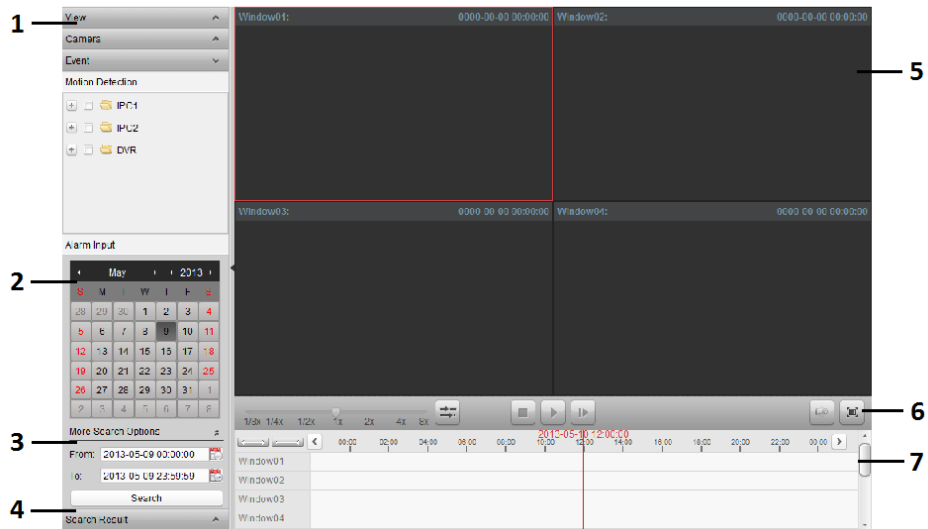 1
View
Camera
Event
Motion Detection
IPC1
IPC2
DVR
Alarm Input
2
May 2013
S M T W T F S
28 29 30 1 2 3 4
5 6 7 8 9 10 11
12 13 14 15 16 17 18
19 20 21 22 23 24 25
26 27 28 29 30 31 1
2 3 4 5 6 7 8
3
More Search Options
From: 2013-05-09 00:00:00
To: 2013-05-09 23:59:59
Search
4
Search Result
Window01: 0000-00-00 00:00:00
Window02: 0000-00-00 00:00:00
5
Window03: 0000-00-00 00:00:00
Window04: 0000-00-00 00:00:00
1/8x 1/4x 1/2x 1x 2x 4x 8x
6
2013-05-10 12:00:00
00:00 02:00 04:00 06:00 08:00 10:00 12:00 14:00 16:00 18:00 20:00 22:00 00:00
7
Window01
Window02
Window03
Window04